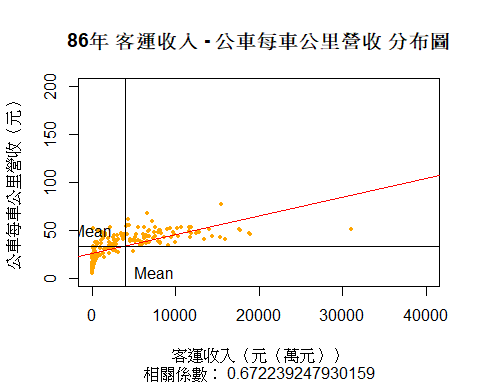 86年 客運收入 - 公車每車公里營收 分布圖
公車每車公里營收（元）
200
150
100
50
0
Mean
Mean
0 10000 20000 30000 40000
客運收入（元（萬元））
相關係數： 0.672239247930159